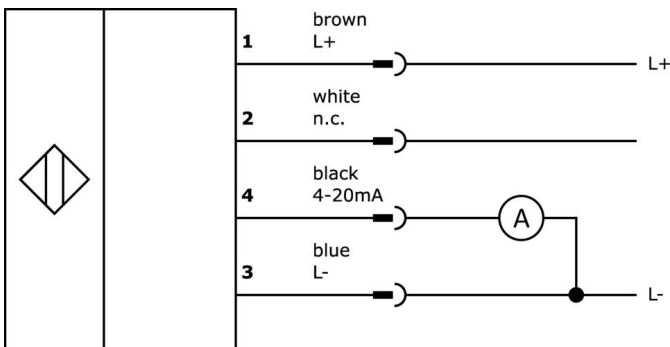 brown
1 L+ L+
white
2 n.c.
black
4 4-20mA A
blue
3 L- L-